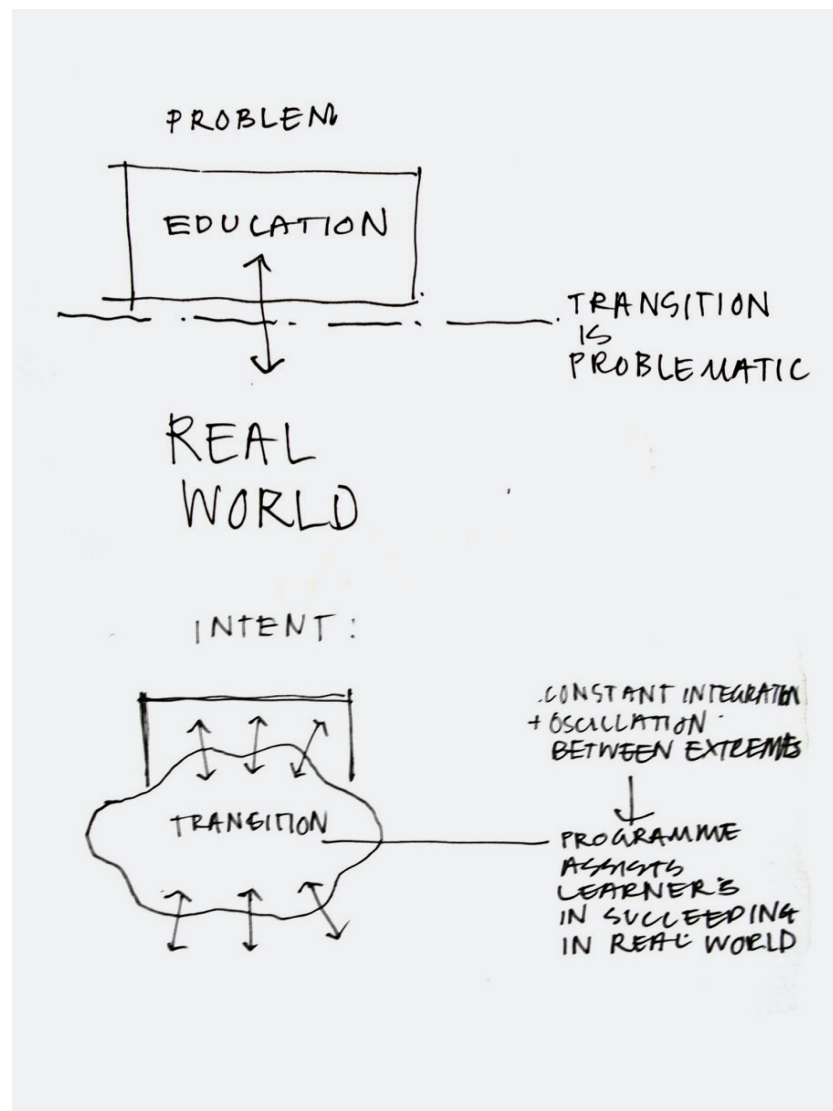 PROBLEM
EDUCATION
TRANSITION
IS
PROBLEMATIC
REAL
WORLD
INTENT:
.CONSTANT INTEGRATION
+ OSCILLATION
BETWEEN EXTREMES
TRANSITION
PROGRAMME
ASSISTS
LEARNER'S
IN SUCCEEDING
IN REAL WORLD